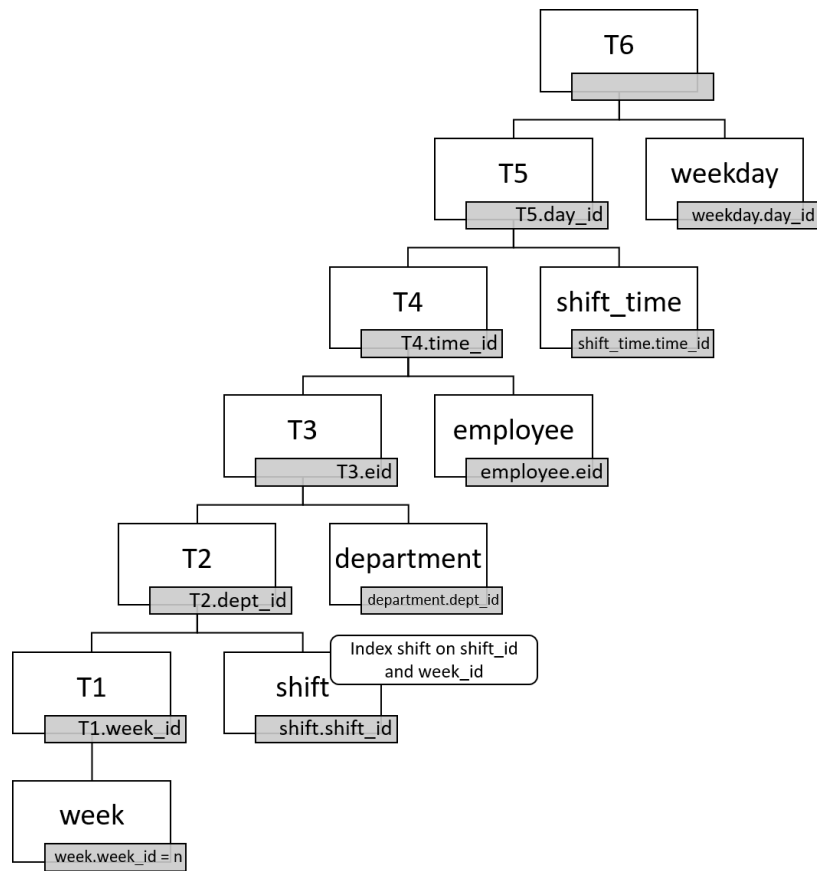 T6
T5
weekday
T5.day_id
weekday.day_id
T4
shift_time
T4.time_id
shift_time.time_id
T3
employee
T3.eid
employee.eid
T2
department
T2.dept_id
department.dept_id
Index shift on shift_id
and week_id
T1
shift
T1.week_id
shift.shift_id
week
week.week_id = n